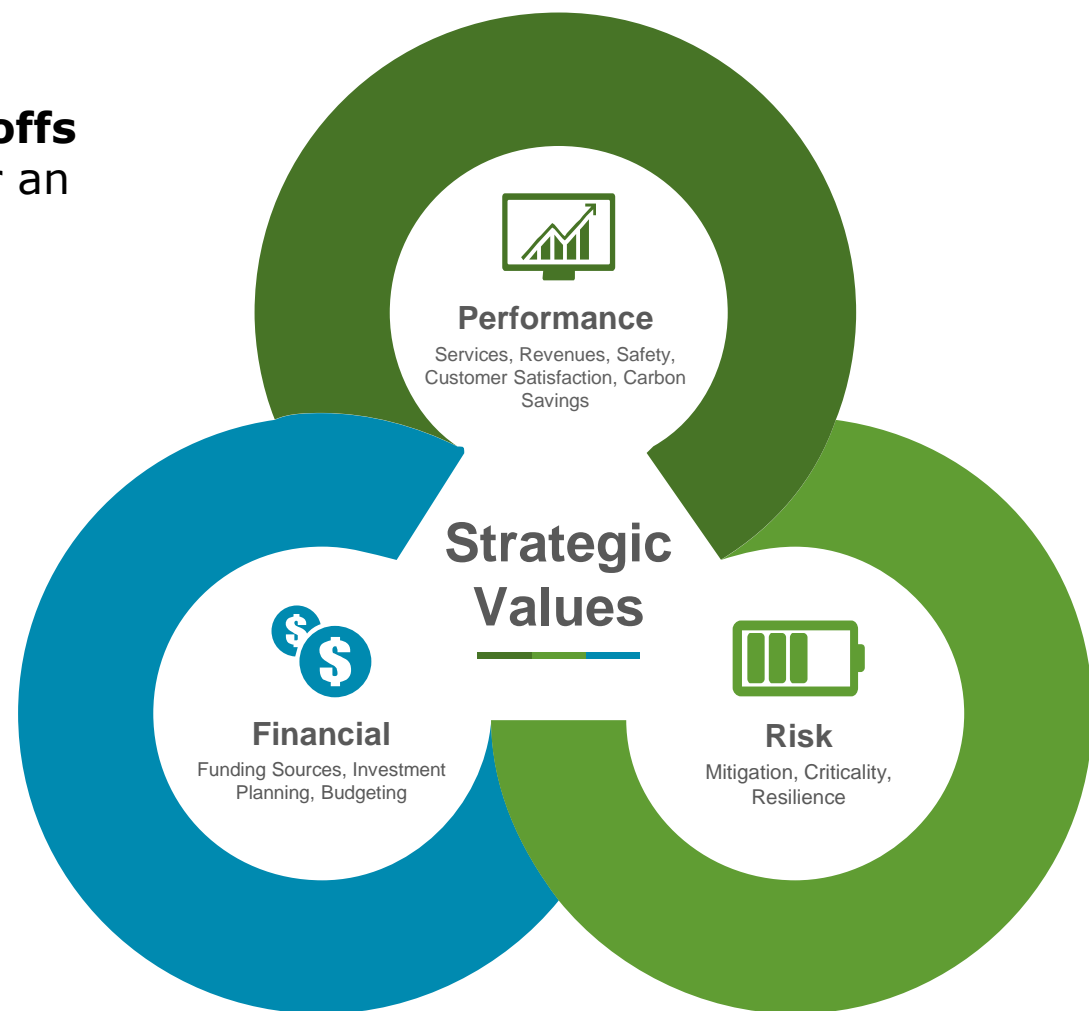 offs
r an
Performance
Services, Revenues, Safety,
Customer Satisfaction, Carbon
Savings
Strategic
Values
$
$
Financial
Funding Sources, Investment
Planning, Budgeting
Risk
Mitigation, Criticality,
Resilience